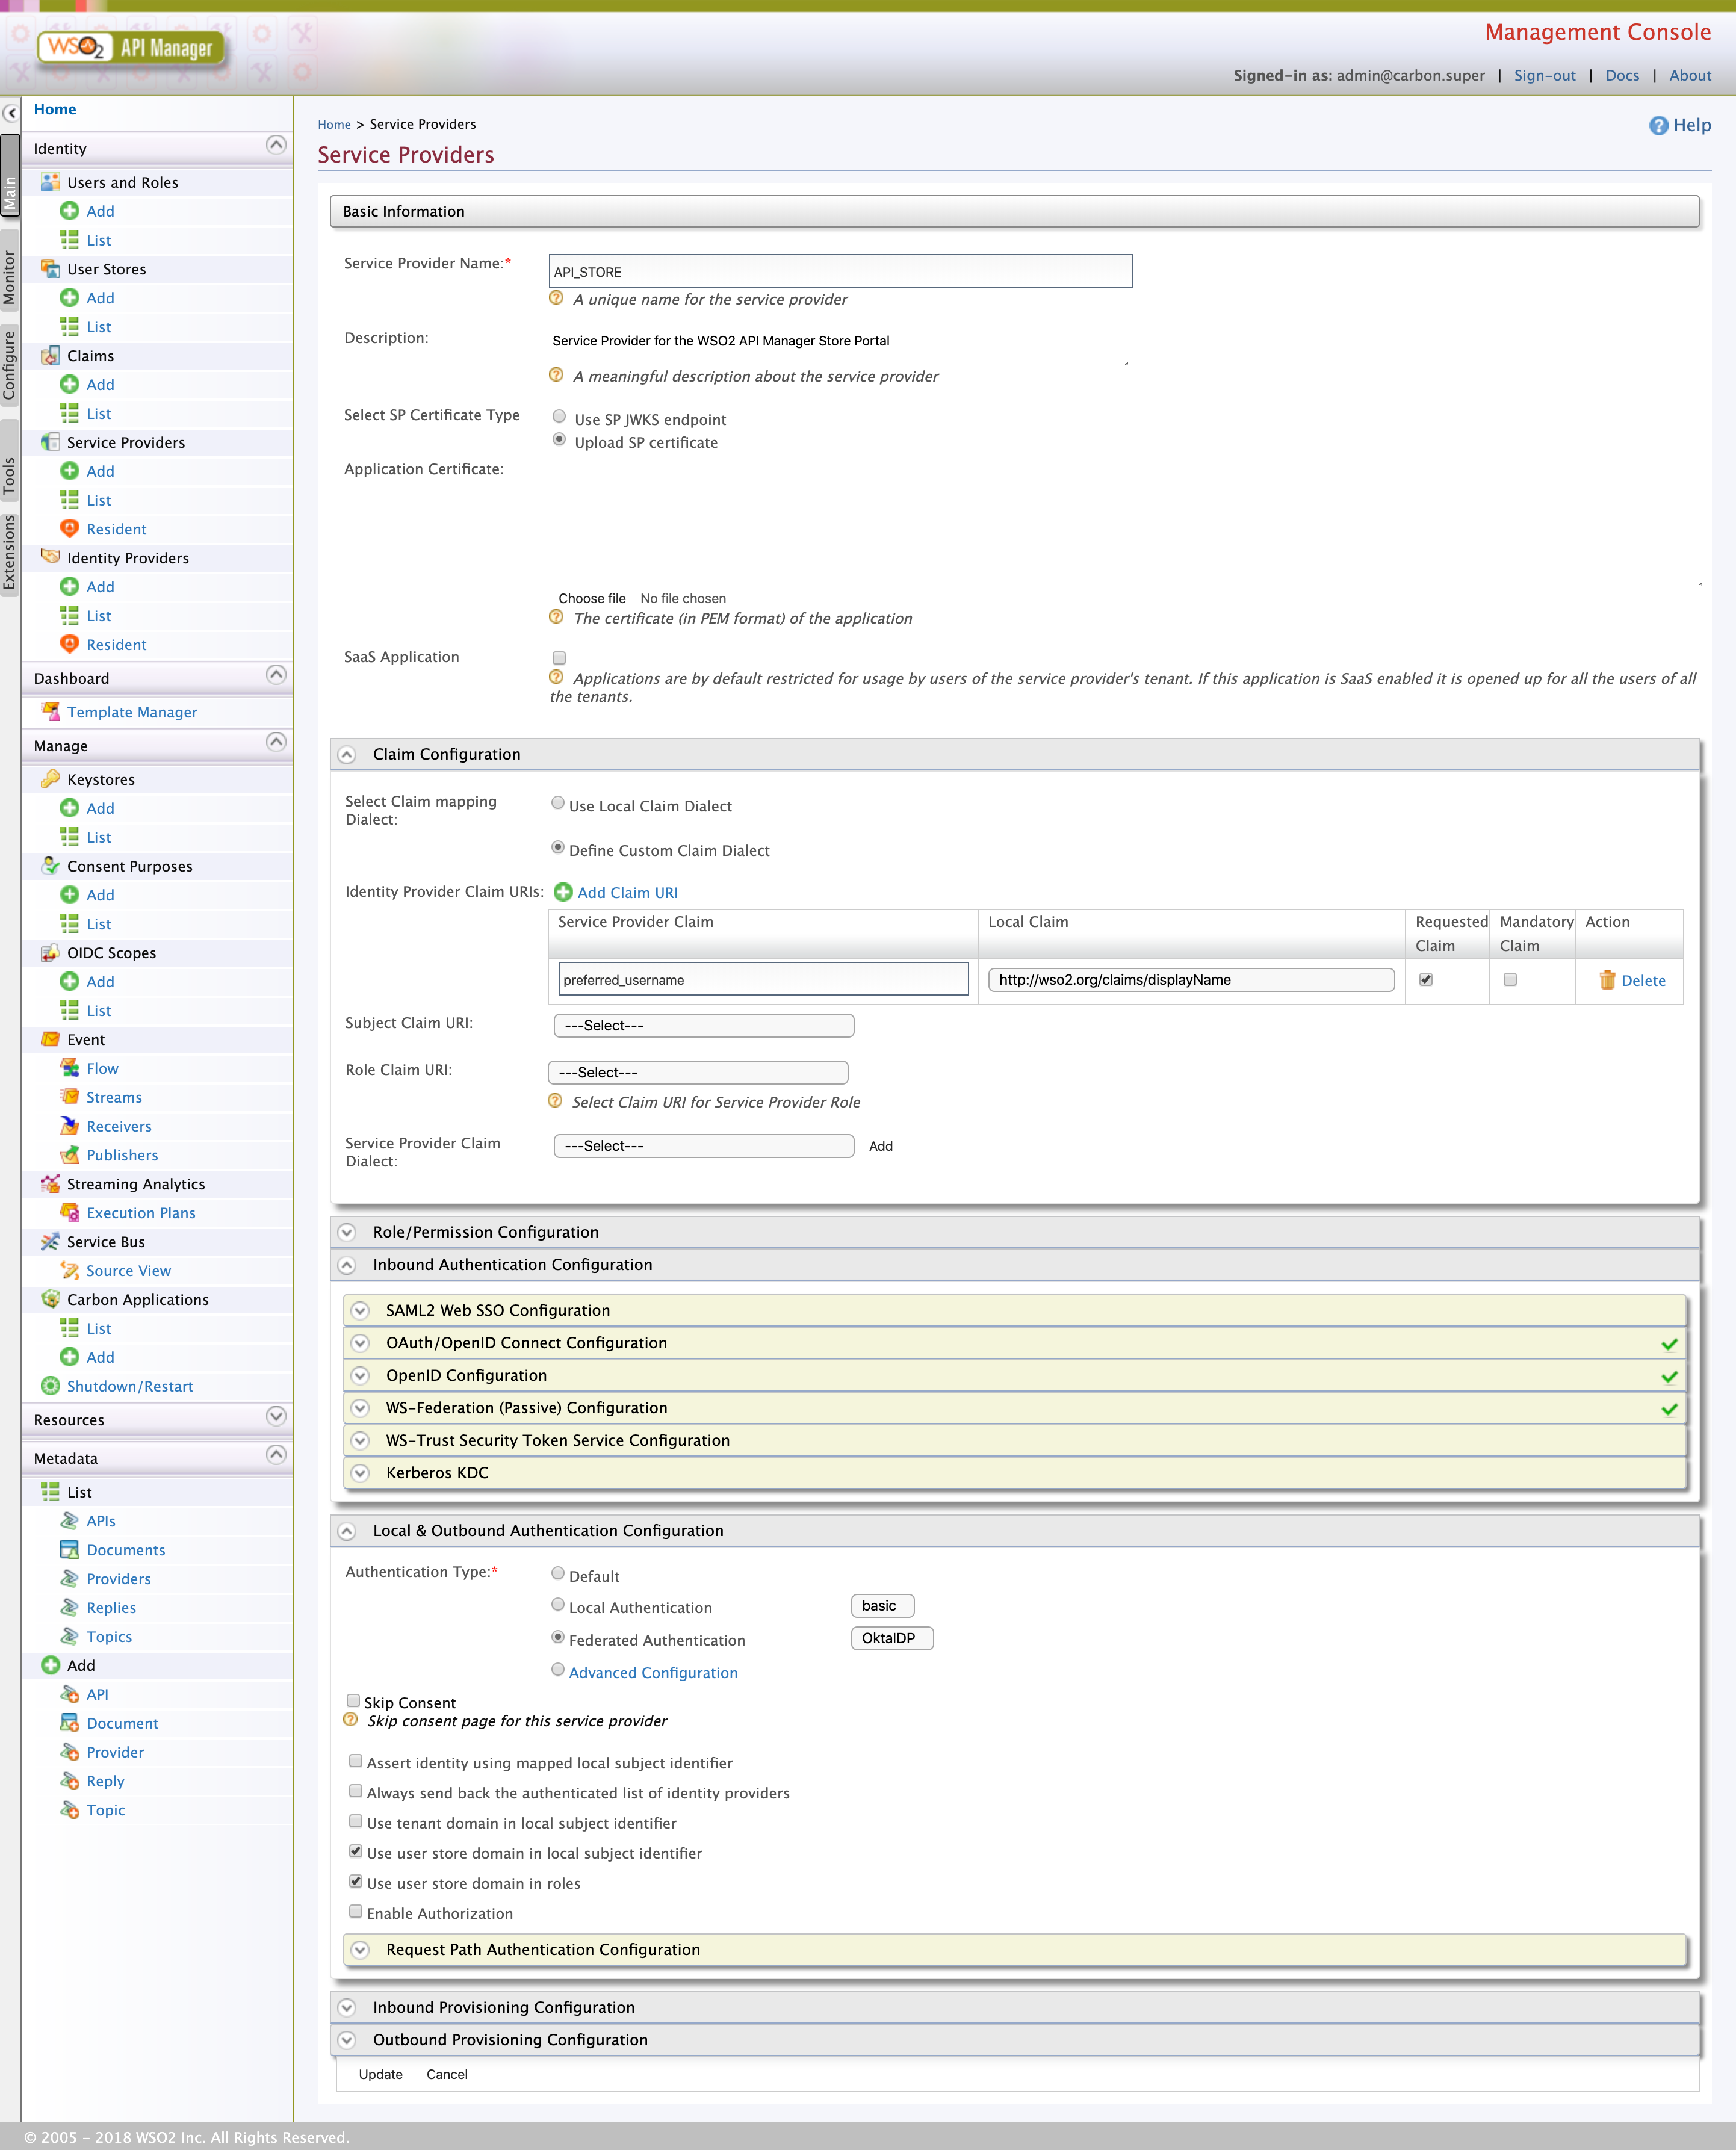 WSO2 API Manager
Management Console
Signed-in as: admin@carbon.super | Sign-out | Docs | About
Main
Monitor
Configure
Tools
Extensions
Home
Identity
Users and Roles
Add
List
User Stores
Add
List
Claims
Add
List
Service Providers
Add
List
Resident
Identity Providers
Add
List
Resident
Dashboard
Template Manager
Manage
Keystores
Add
List
Consent Purposes
Add
List
OIDC Scopes
Add
List
Event
Flow
Streams
Receivers
Publishers
Streaming Analytics
Execution Plans
Service Bus
Source View
Carbon Applications
List
Add
Shutdown/Restart
Resources
Metadata
List
APIs
Documents
Providers
Replies
Topics
Add
API
Document
Provider
Reply
Topic
Home > Service Providers
Help
Service Providers
Basic Information
Service Provider Name:* API_STORE
A unique name for the service provider
Description: Service Provider for the WSO2 API Manager Store Portal
A meaningful description about the service provider
Select SP Certificate Type Use SP JWKS endpoint
Upload SP certificate
Application Certificate:
Choose file No file chosen
The certificate (in PEM format) of the application
SaaS Application
Applications are by default restricted for usage by users of the service provider's tenant. If this application is SaaS enabled it is opened up for all the users of all
the tenants.
Claim Configuration
Select Claim mapping
Dialect:
Use Local Claim Dialect
Define Custom Claim Dialect
Identity Provider Claim URIs: Add Claim URI
Service Provider Claim Local Claim Requested Claim Mandatory Claim Action
preferred_username http://wso2.org/claims/displayName Delete
Subject Claim URI: ---Select---
Role Claim URI: ---Select---
Select Claim URI for Service Provider Role
Service Provider Claim
Dialect:
---Select--- Add
Role/Permission Configuration
Inbound Authentication Configuration
SAML2 Web SSO Configuration
OAuth/OpenID Connect Configuration
OpenID Configuration
WS-Federation (Passive) Configuration
WS-Trust Security Token Service Configuration
Kerberos KDC
Local & Outbound Authentication Configuration
Authentication Type:* Default
Local Authentication basic
Federated Authentication OktaIDP
Advanced Configuration
Skip Consent
Skip consent page for this service provider
Assert identity using mapped local subject identifier
Always send back the authenticated list of identity providers
Use tenant domain in local subject identifier
Use user store domain in local subject identifier
Use user store domain in roles
Enable Authorization
Request Path Authentication Configuration
Inbound Provisioning Configuration
Outbound Provisioning Configuration
Update Cancel
© 2005 - 2018 WSO2 Inc. All Rights Reserved.